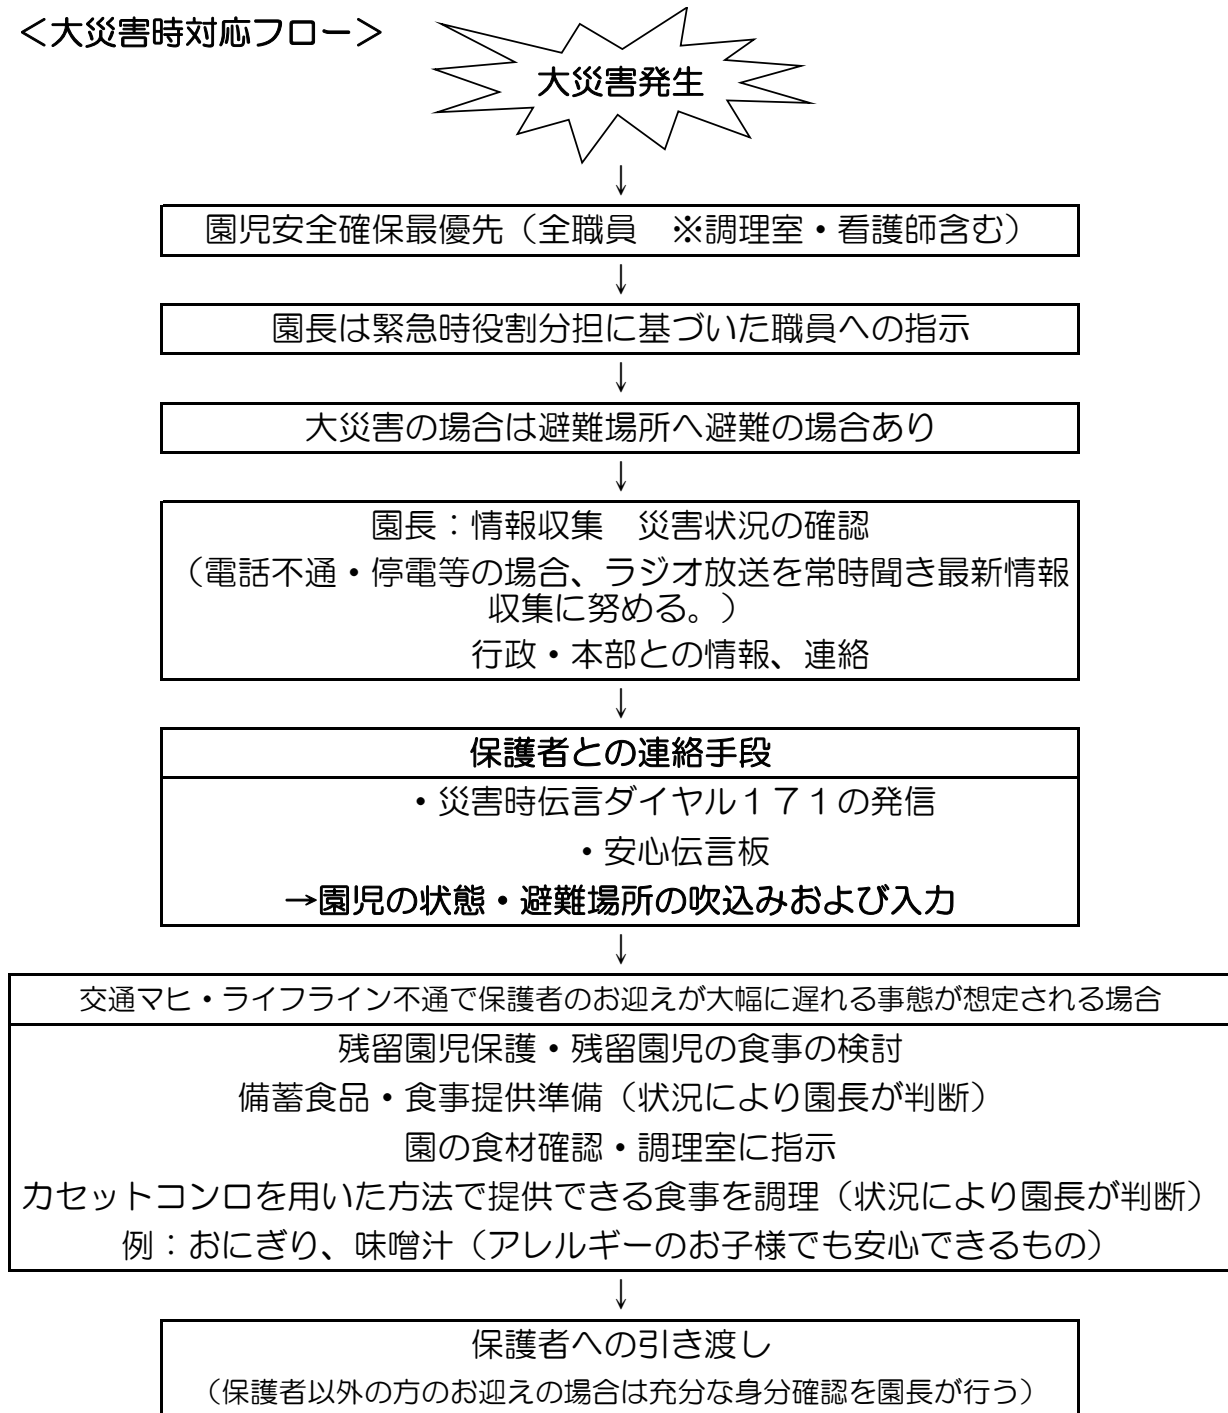 ＜大災害時対応フロー＞
大災害発生
↓
園児安全確保最優先（全職員　※調理室・看護師含む）
↓
園長は緊急時役割分担に基づいた職員への指示
↓
大災害の場合は避難場所へ避難の場合あり
↓
園長：情報収集　災害状況の確認
（電話不通・停電等の場合、ラジオ放送を常時聞き最新情報
収集に努める。）
行政・本部との情報、連絡
↓
保護者との連絡手段
・災害時伝言ダイヤル１７１の発信
・安心伝言板
→園児の状態・避難場所の吹込みおよび入力
↓
交通マヒ・ライフライン不通で保護者のお迎えが大幅に遅れる事態が想定される場合
残留園児保護・残留園児の食事の検討
備蓄食品・食事提供準備（状況により園長が判断）
園の食材確認・調理室に指示
カセットコンロを用いた方法で提供できる食事を調理（状況により園長が判断）
例：おにぎり、味噌汁（アレルギーのお子様でも安心できるもの）
↓
保護者への引き渡し
（保護者以外の方のお迎えの場合は充分な身分確認を園長が行う）